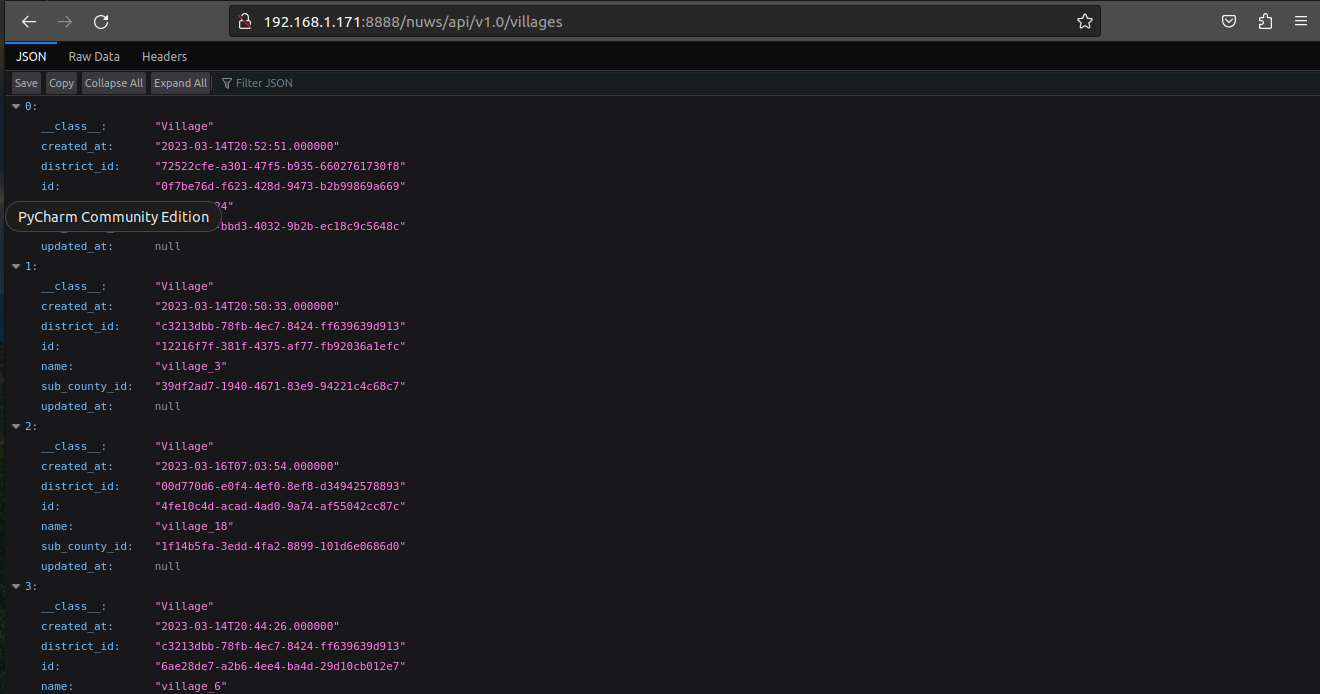 192.168.1.171:8888/nuws/api/v1.0/villages
JSON Raw Data Headers
Save Copy Collapse All Expand All Filter JSON
0:
__class__: "Village"
created_at: "2023-03-14T20:52:51.000000"
district_id: "72522cfe-a301-47f5-b935-6602761730f8"
id: "0f7be76d-f623-428d-9473-b2b99869a669"
24"
PyCharm Community Edition
-bbd3-4032-9b2b-ec18c9c5648c"
updated_at: null
1:
__class__: "Village"
created_at: "2023-03-14T20:50:33.000000"
district_id: "c3213dbb-78fb-4ec7-8424-ff639639d913"
id: "12216f7f-381f-4375-af77-fb92036a1efc"
name: "village_3"
sub_county_id: "39df2ad7-1940-4671-83e9-94221c4c68c7"
updated_at: null
2:
__class__: "Village"
created_at: "2023-03-16T07:03:54.000000"
district_id: "00d770d6-e0f4-4ef0-8ef8-d34942578893"
id: "4fe10c4d-acad-4ad0-9a74-af55042cc87c"
name: "village_18"
sub_county_id: "1f14b5fa-3edd-4fa2-8899-101d6e0686d0"
updated_at: null
3:
__class__: "Village"
created_at: "2023-03-14T20:44:26.000000"
district_id: "c3213dbb-78fb-4ec7-8424-ff639639d913"
id: "6ae28de7-a2b6-4ee4-ba4d-29d10cb012e7"
name: "village_6"